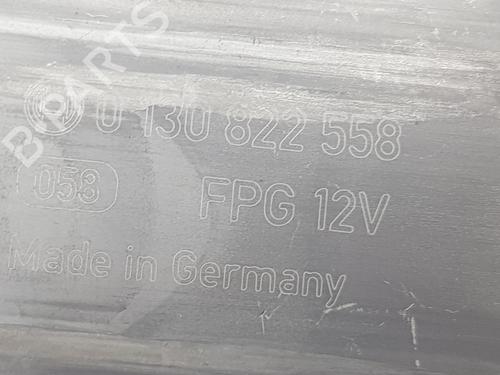 B-PARTS
0 130 822 558
058 FPG 12V
Made in Germany